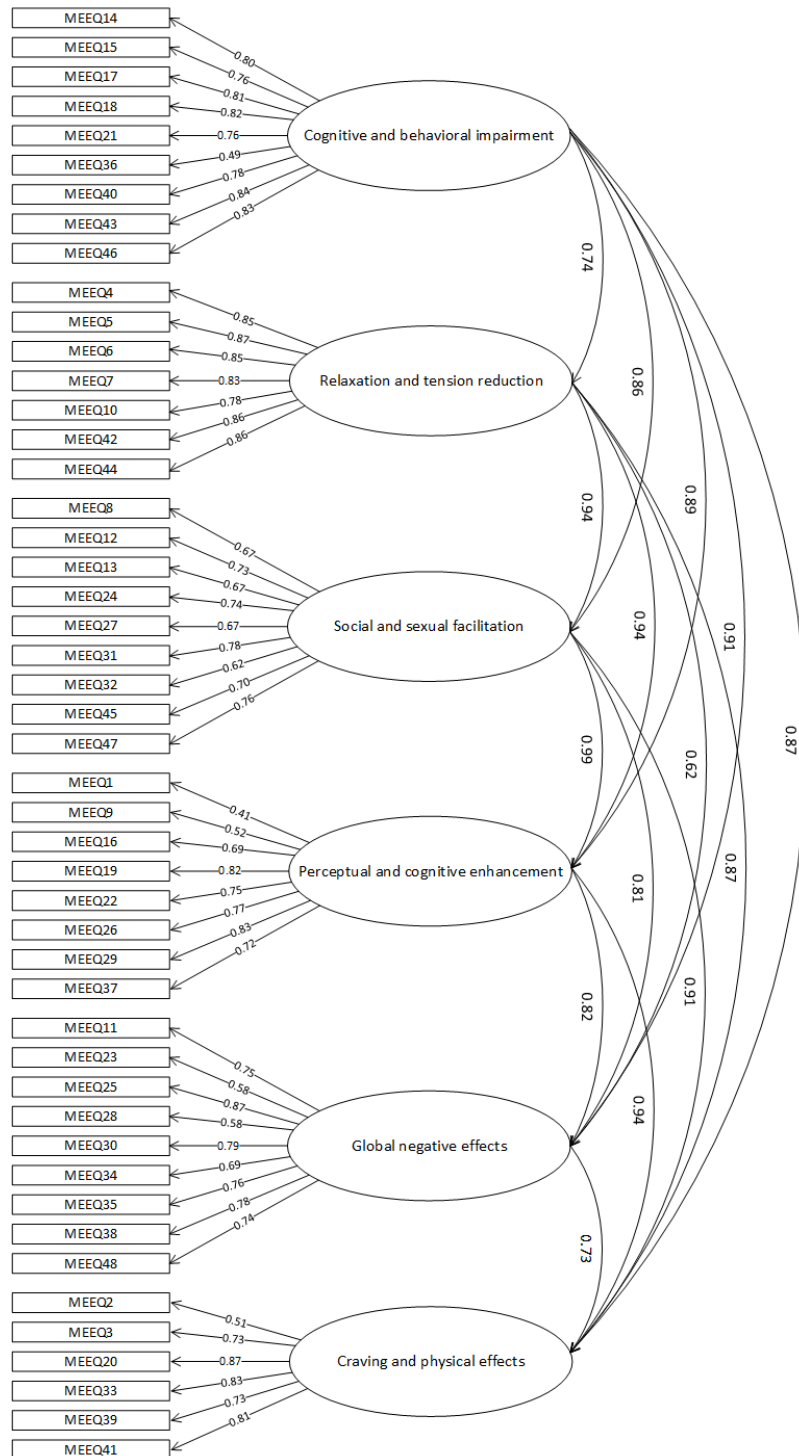 MEEQ14
MEEQ15
MEEQ17
MEEQ18
MEEQ21
MEEQ36
MEEQ40
MEEQ43
MEEQ46
0.80
0.76
0.81
0.82
0.76
0.49
0.78
0.84
0.83
Cognitive and behavioral impairment
MEEQ4
MEEQ5
MEEQ6
MEEQ7
MEEQ10
MEEQ42
MEEQ44
0.85
0.87
0.85
0.83
0.78
0.86
0.86
Relaxation and tension reduction
MEEQ8
MEEQ12
MEEQ13
MEEQ24
MEEQ27
MEEQ31
MEEQ32
MEEQ45
MEEQ47
0.67
0.73
0.67
0.74
0.67
0.78
0.62
0.70
0.76
Social and sexual facilitation
MEEQ1
MEEQ9
MEEQ16
MEEQ19
MEEQ22
MEEQ26
MEEQ29
MEEQ37
0.41
0.52
0.69
0.82
0.75
0.77
0.83
0.72
Perceptual and cognitive enhancement
MEEQ11
MEEQ23
MEEQ25
MEEQ28
MEEQ30
MEEQ34
MEEQ35
MEEQ38
MEEQ48
0.75
0.58
0.87
0.58
0.79
0.69
0.76
0.78
0.74
Global negative effects
MEEQ2
MEEQ3
MEEQ20
MEEQ33
MEEQ39
MEEQ41
0.51
0.73
0.87
0.83
0.73
0.81
Craving and physical effects
0.74
0.86
0.89
0.91
0.87
0.94
0.94
0.62
0.87
0.99
0.81
0.91
0.82
0.94
0.73